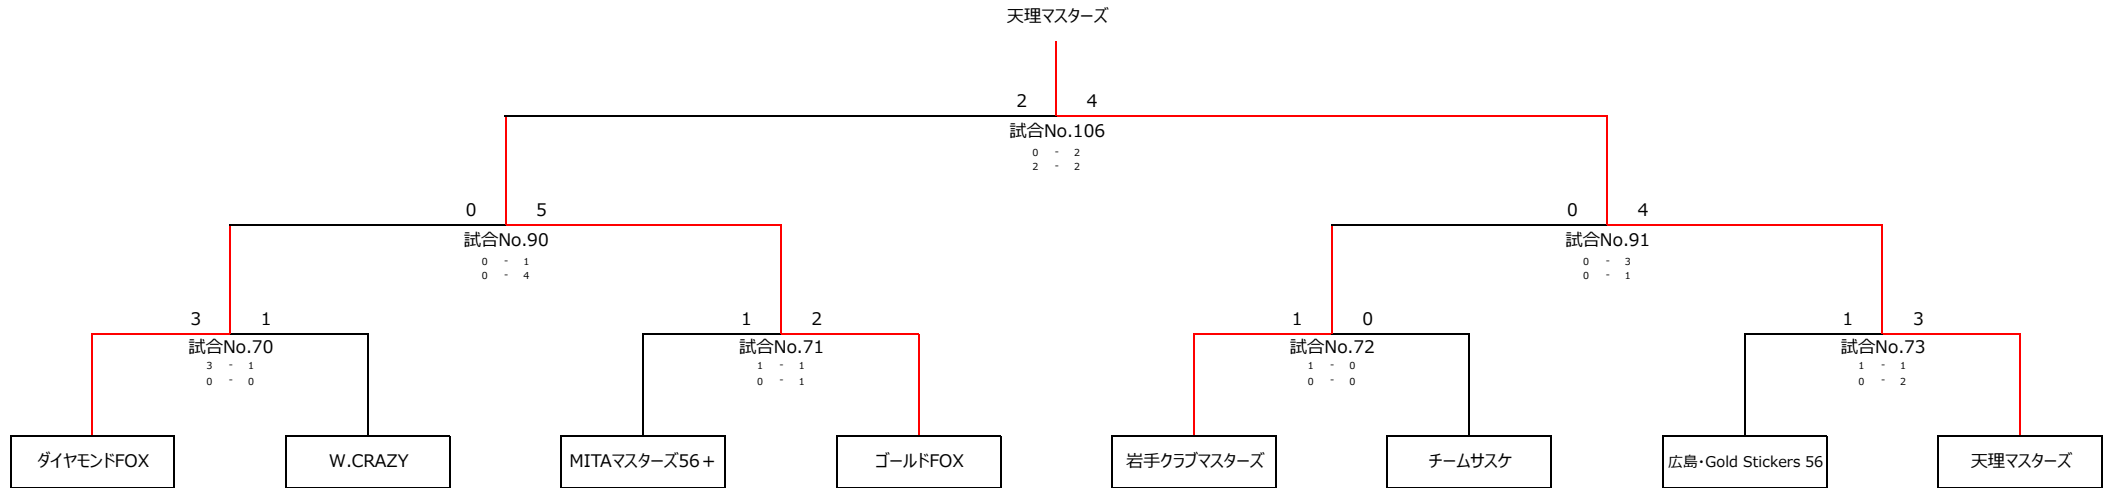 天理マスターズ
2 4
試合No.106
0 - 2
2 - 2
0 5
試合No.90
0 - 1
0 - 4
0 4
試合No.91
0 - 3
0 - 1
3 1
試合No.70
3 - 1
0 - 0
1 2
試合No.71
1 - 1
0 - 1
1 0
試合No.72
1 - 0
0 - 0
1 3
試合No.73
1 - 1
0 - 2
ダイヤモンドFOX
W.CRAZY
MITAマスターズ56＋
ゴールドFOX
岩手クラブマスターズ
チームサスケ
広島・Gold Stickers 56
天理マスターズ